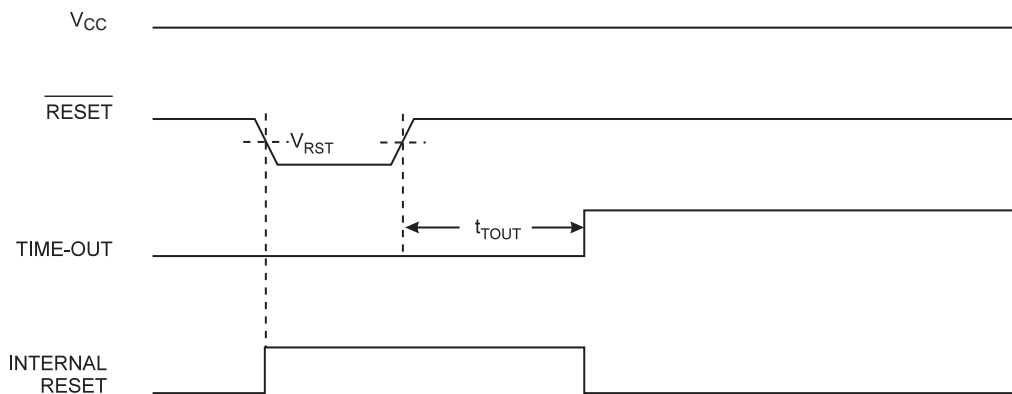 VCC
RESET
VRST
tTOUT
TIME-OUT
INTERNAL
RESET